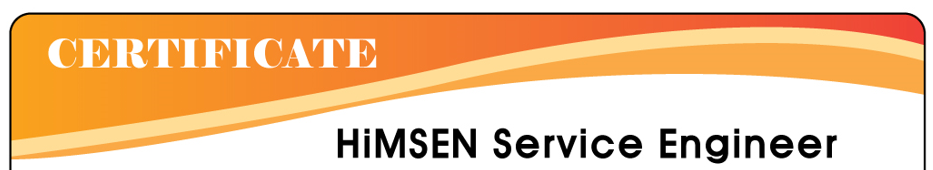 CERTIFICATE
HiMSEN Service Engineer